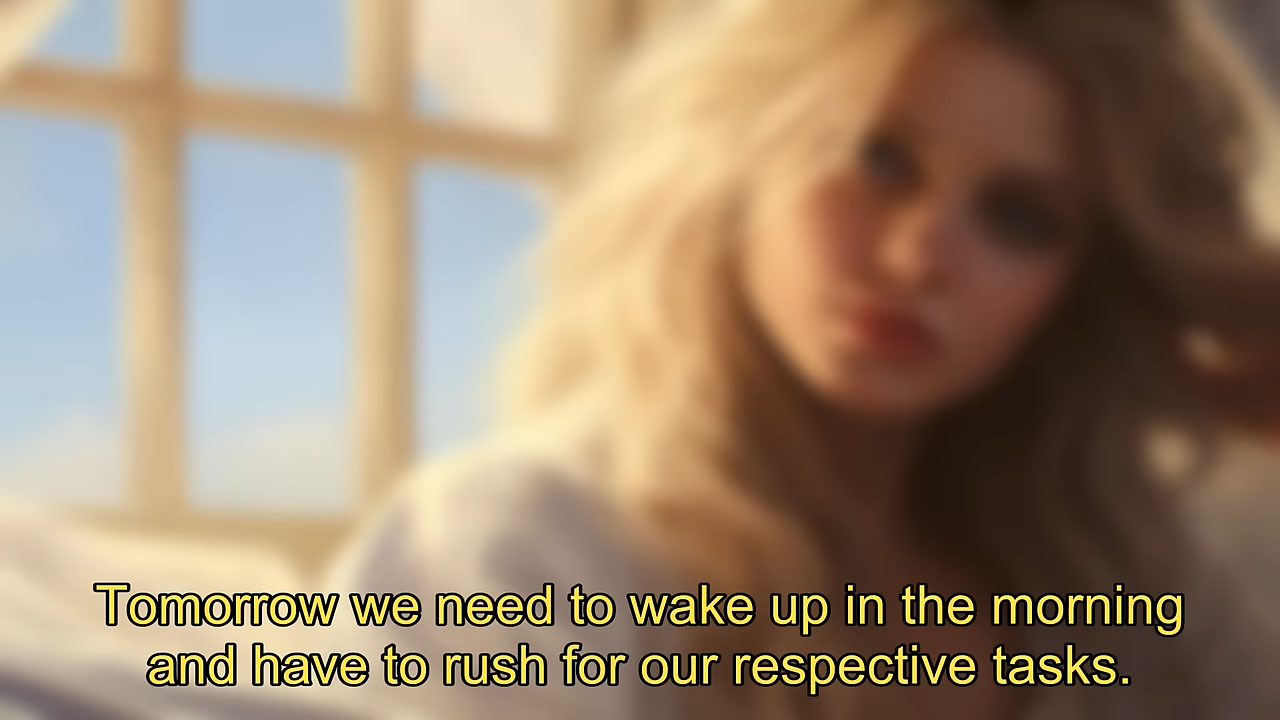 Tomorrow we need to wake up in the morning
and have to rush for our respective tasks.